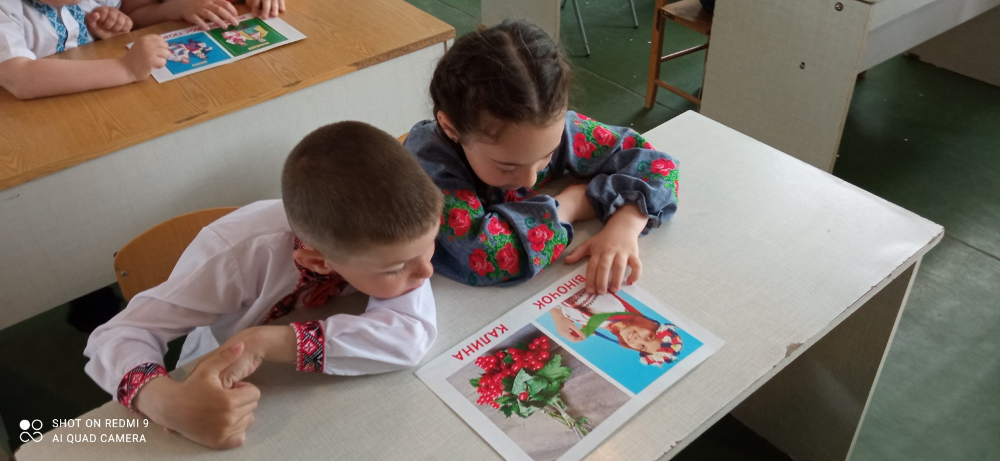 КАЛИНА
ВІНОЧОК
SHOT ON REDMI 9
AI QUAD CAMERA